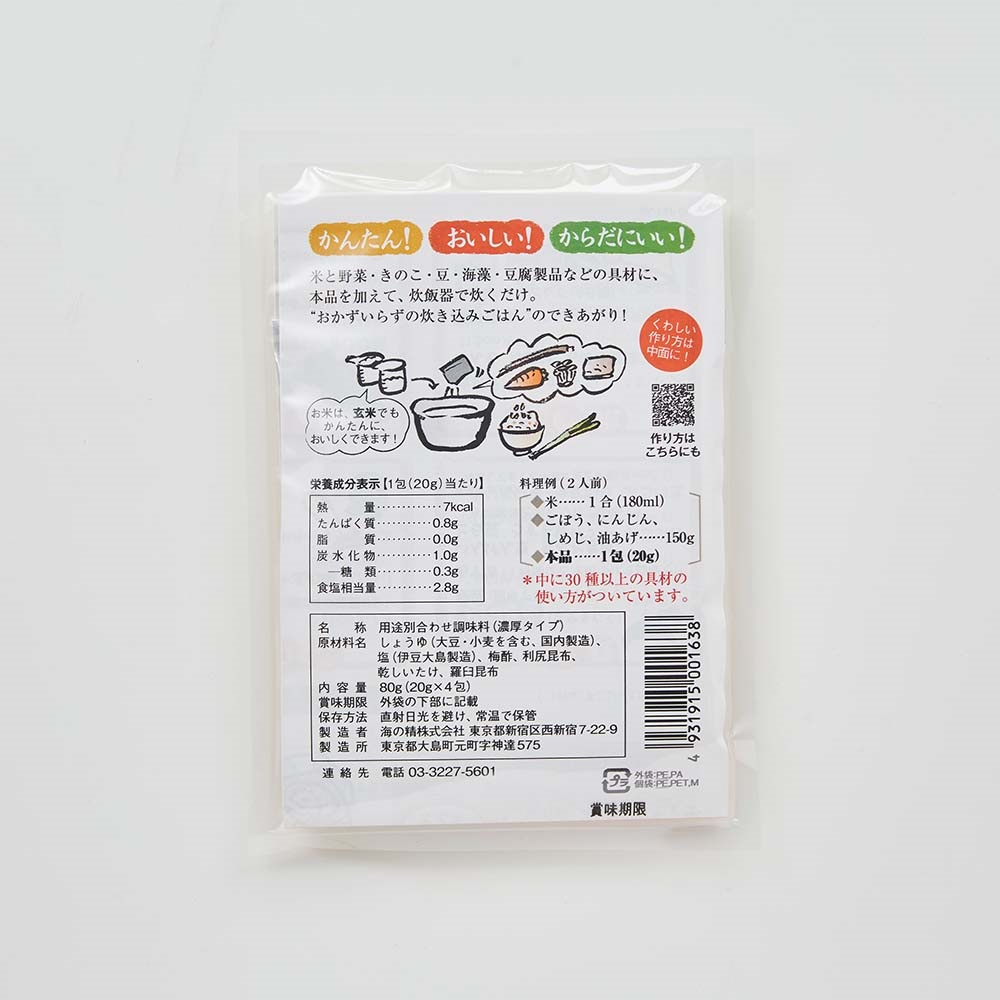 かんたん! おいしい! からだにいい!
米と野菜・きのこ・豆・海藻・豆腐製品などの具材に、
本品を加えて、炊飯器で炊くだけ。
“おかずいらずの炊き込みごはん”のできあがり!
くわしい
作り方は
中面に!
お米は、玄米でも
かんたんに、
おいしくできます!
作り方は
こちらにも
栄養成分表示【1包(20g)当たり】
熱量…………7kcal
たんぱく質…………0.8g
脂質…………0.0g
炭水化物…………1.0g
―糖類…………0.3g
食塩相当量…………2.8g
料理例(2人前)
◆米……1合(180ml)
◆ごぼう、にんじん、
しめじ、油あげ……150g
◆本品……1包(20g)
*中に30種以上の具材の
使い方がついています。
名称 用途別合わせ調味料(濃厚タイプ)
原材料名 しょうゆ(大豆・小麦を含む、国内製造)、
塩(伊豆大島製造)、梅酢、利尻昆布、
乾しいたけ、羅臼昆布
内容量 80g(20g×4包)
賞味期限 外袋の下部に記載
保存方法 直射日光を避け、常温で保管
製造者 海の精株式会社 東京都新宿区西新宿7-22-9
製造所 東京都大島町元町字神達575
連絡先 電話 03-3227-5601
4 931915 001638
プラ
外袋:PE,PA
個袋:PE,PET,M
賞味期限